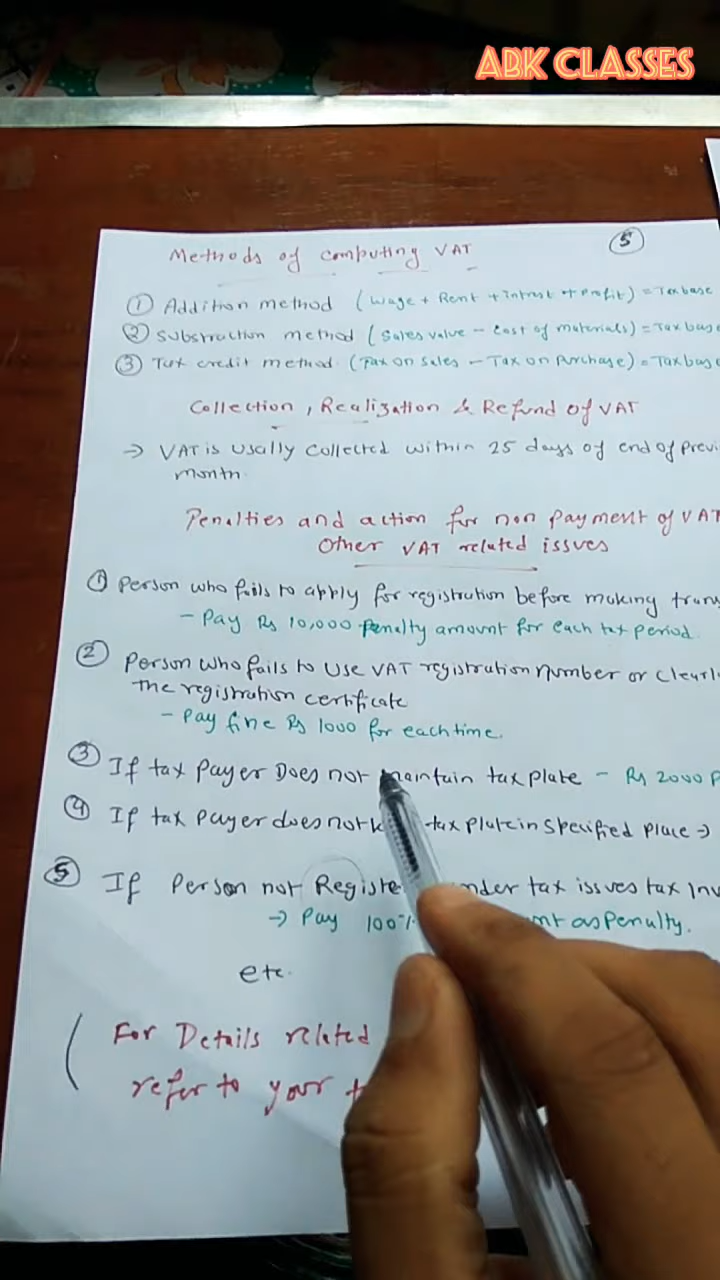 ABK CLASSES
Methods of computing VAT
5
① Addition method (Wage + Rent + Intrest + Profit) = Taxbase
② Substruction method (Sales value - Cost of materials) = Tax base
③ Tax credit method. (Tax on Sales - Tax on Purchase) = Tax base
Collection, Realization & Refund of VAT
→ VAT is Usally Collected within 25 days of end of Previ
month.
Penalties and action for non payment of VAT
Other VAT related issues
① Person who fails to apply for registration before making tran
- Pay Rs 10,000 Penalty amount for each tax period.
② Person who fails to Use VAT registration number or Clearl
the registration certificate
- Pay fine Rs 1000 for each time.
③ If tax payer Does not maintain tax plate - Rs 2000 P
④ If tax payer does not k tax plate in Specified Place →
⑤ If Person not Registe under tax issues tax Inv
→ Pay 100% nt as Penalty.
etc.
( For Details related
refer to your t